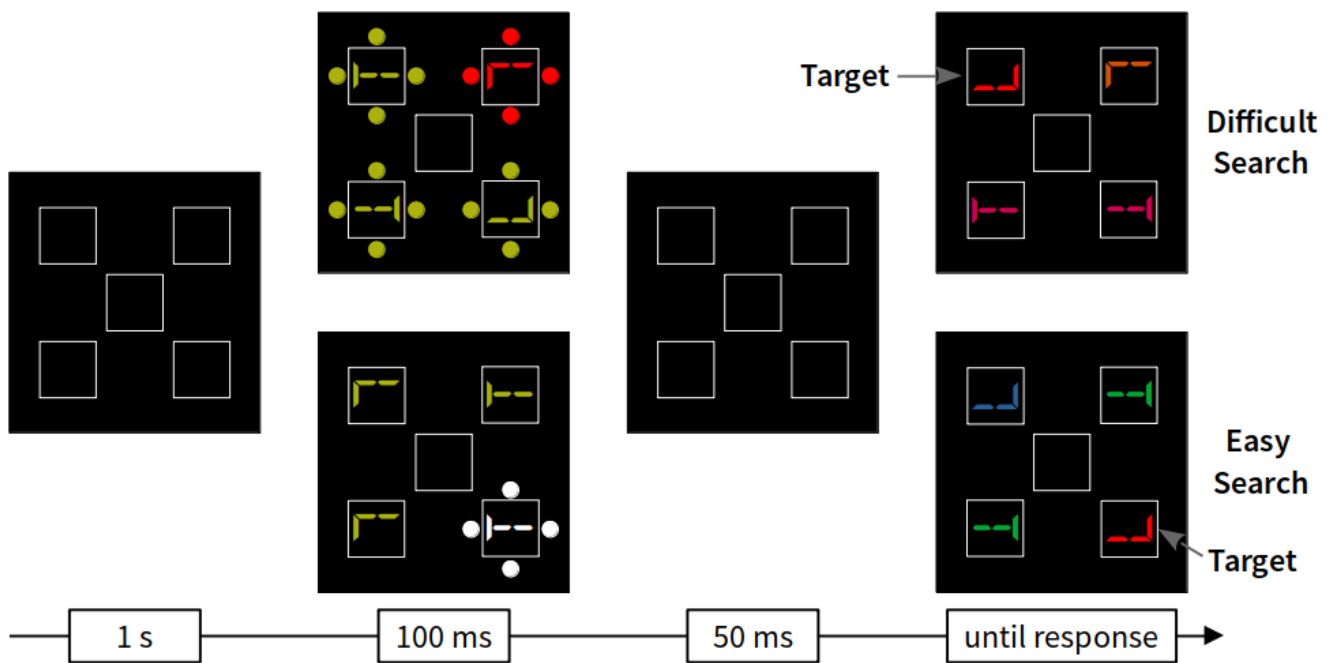 Target
Difficult
Search
Easy
Search
Target
1 s
100 ms
50 ms
until response